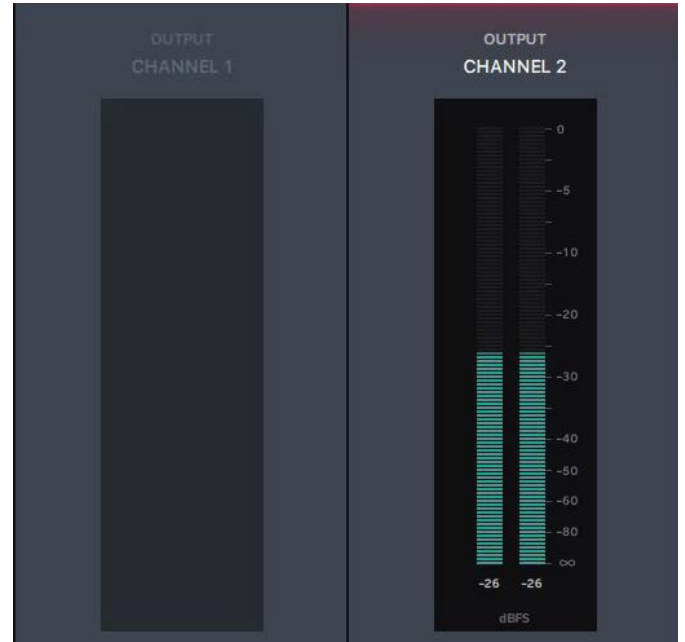 OUTPUT
CHANNEL 1
OUTPUT
CHANNEL 2
0
-5
-10
-20
-30
-40
-50
-60
-80
∞
-26 -26
dBFS